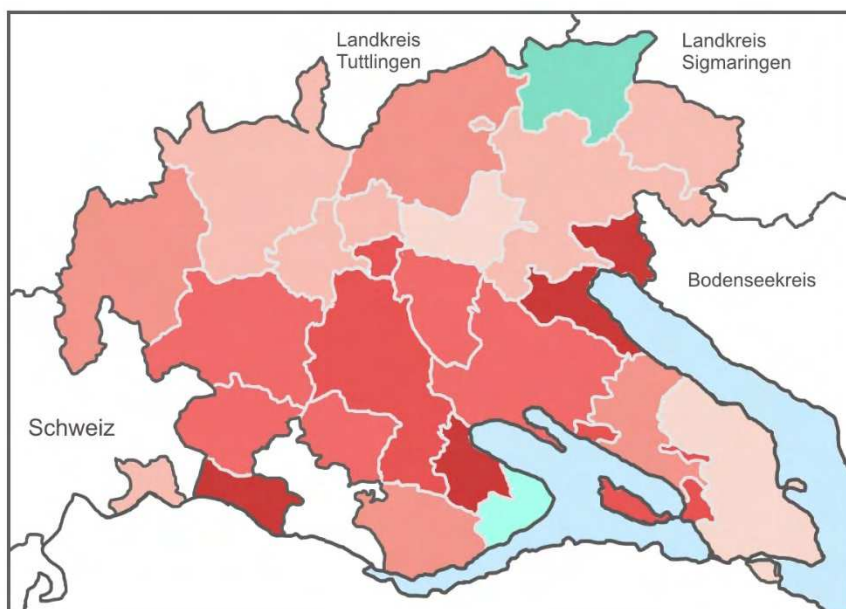 Landkreis
Tuttlingen
Landkreis
Sigmaringen
Bodenseekreis
Schweiz